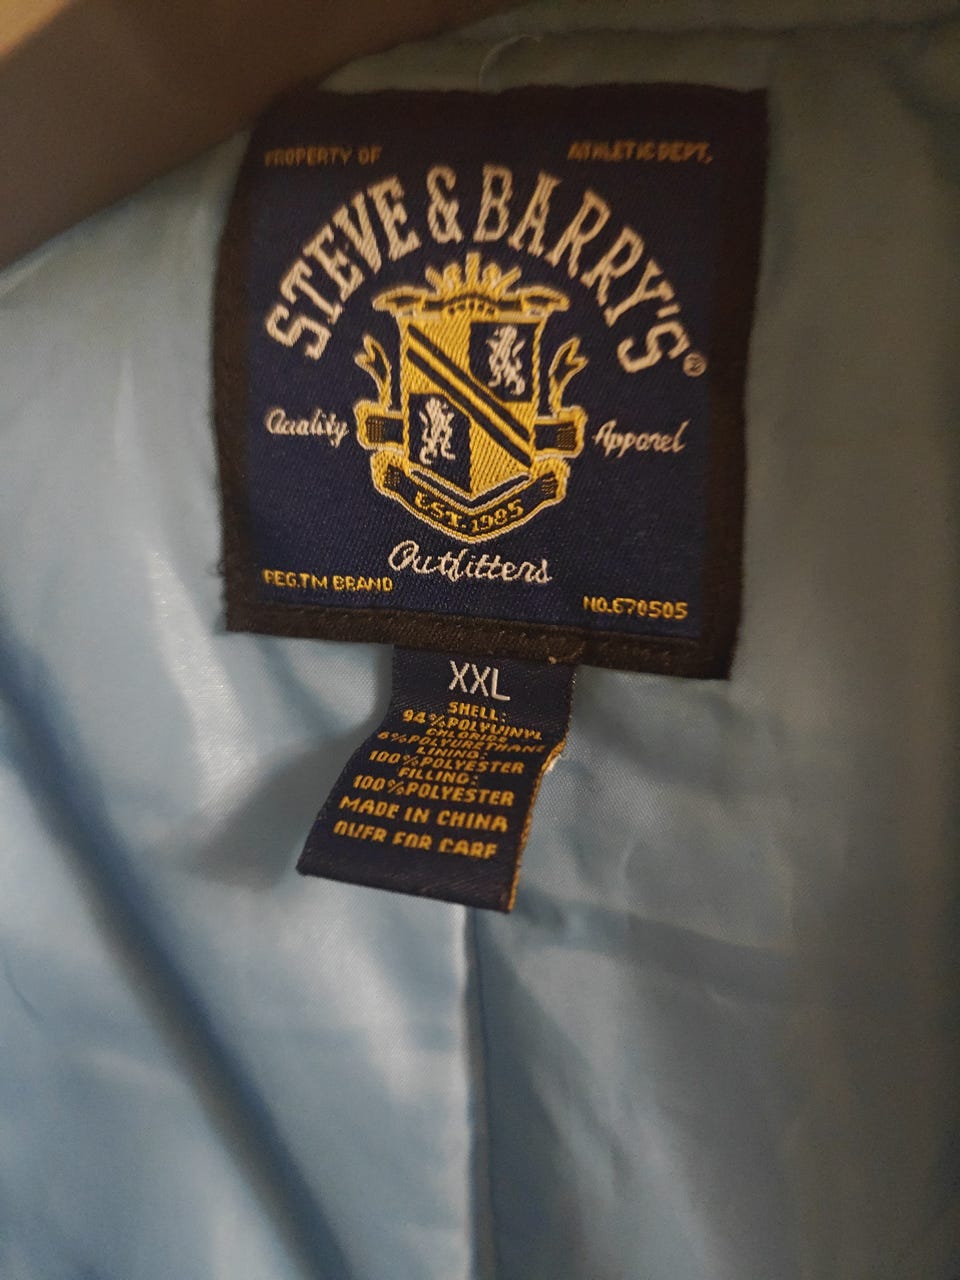 PROPERTY OF ATHLETIC DEPT.
STEVE & BARRY'S®
Quality Apparel
EST. 1985
Outfitters
REG.TM BRAND
NO.670505
XXL
SHELL:
94%POLYVINYL
CHLORIDE
6%POLYURETHANE
LINING:
100%POLYESTER
FILLING:
100%POLYESTER
MADE IN CHINA
OVER FOR CARE